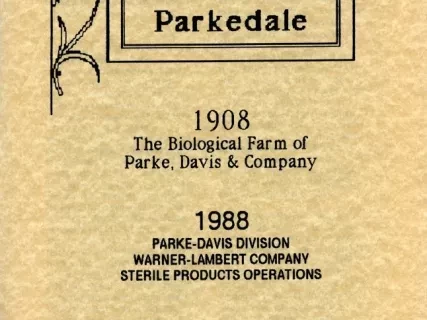 Parkedale
1908
The Biological Farm of
Parke, Davis & Company
1988
PARKE-DAVIS DIVISION
WARNER-LAMBERT COMPANY
STERILE PRODUCTS OPERATIONS